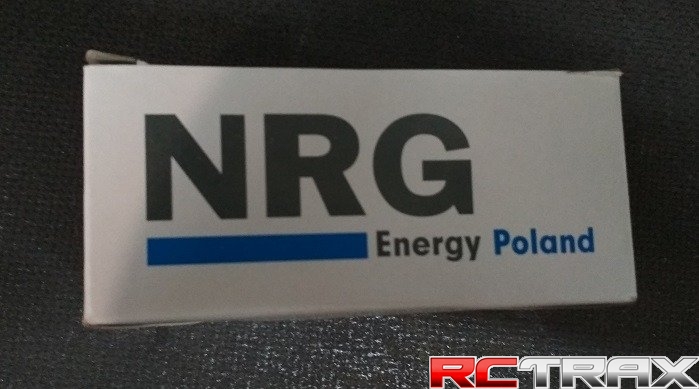 NRG
Energy Poland
RCTRAX